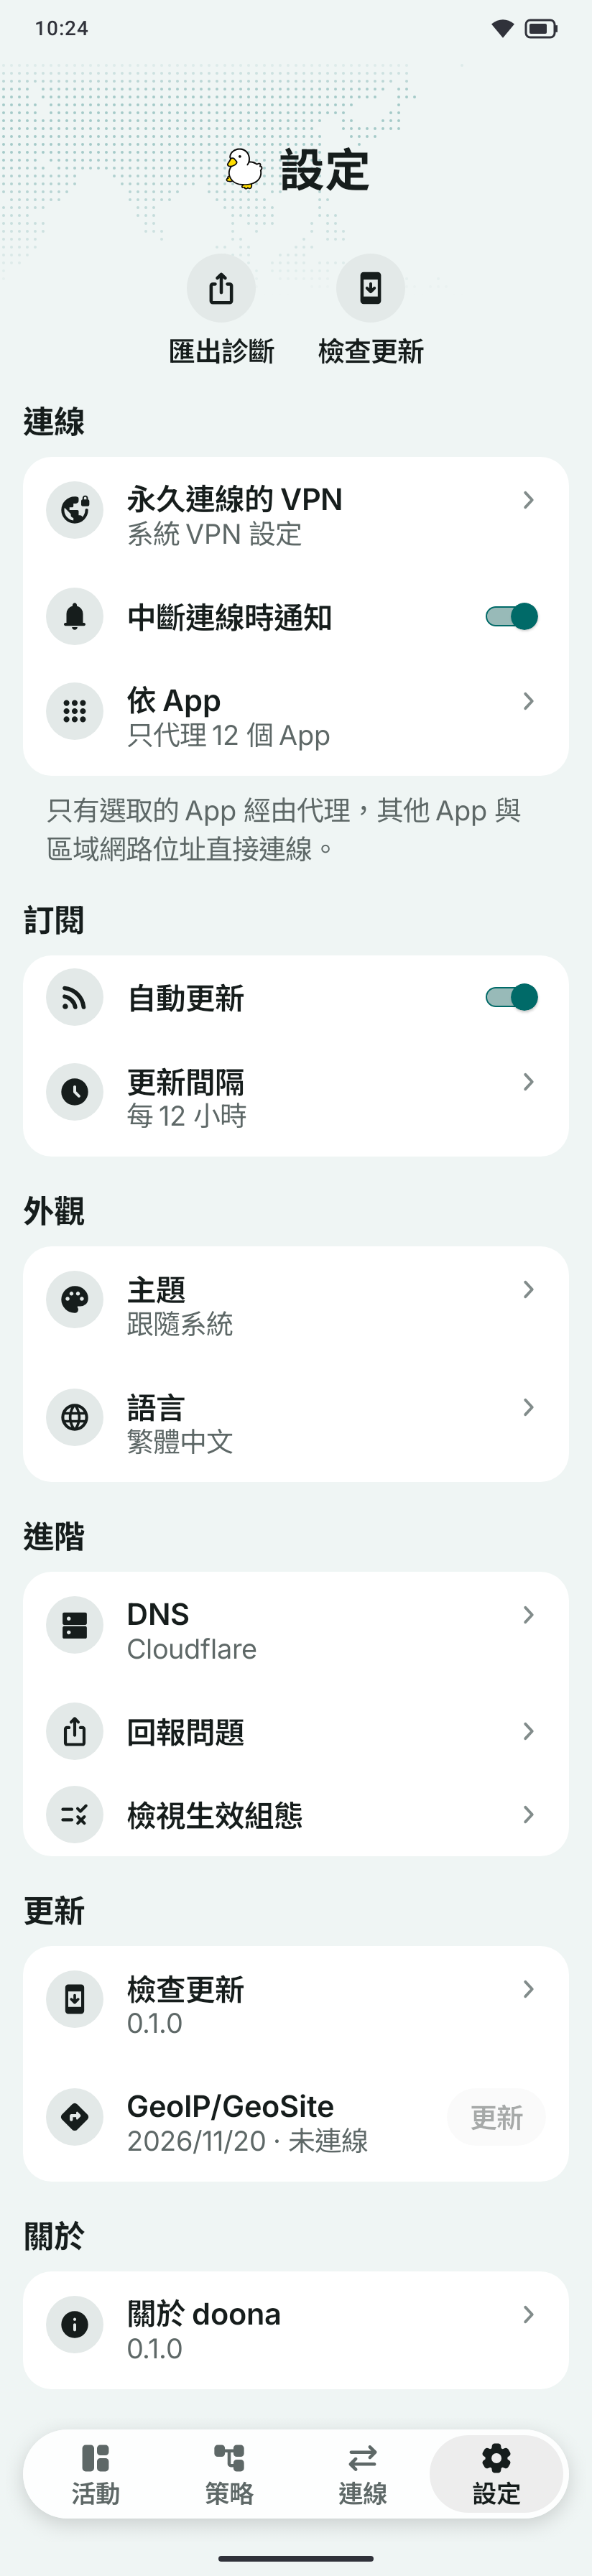 10:24
設定
匯出診斷
檢查更新
連線
永久連線的 VPN
系統 VPN 設定
中斷連線時通知
依 App
只代理 12 個 App
只有選取的 App 經由代理，其他 App 與
區域網路位址直接連線。
訂閱
自動更新
更新間隔
每 12 小時
外觀
主題
跟隨系統
語言
繁體中文
進階
DNS
Cloudflare
回報問題
檢視生效組態
更新
檢查更新
0.1.0
GeoIP/GeoSite
2026/11/20 · 未連線
更新
關於
關於 doona
0.1.0
活動
策略
連線
設定